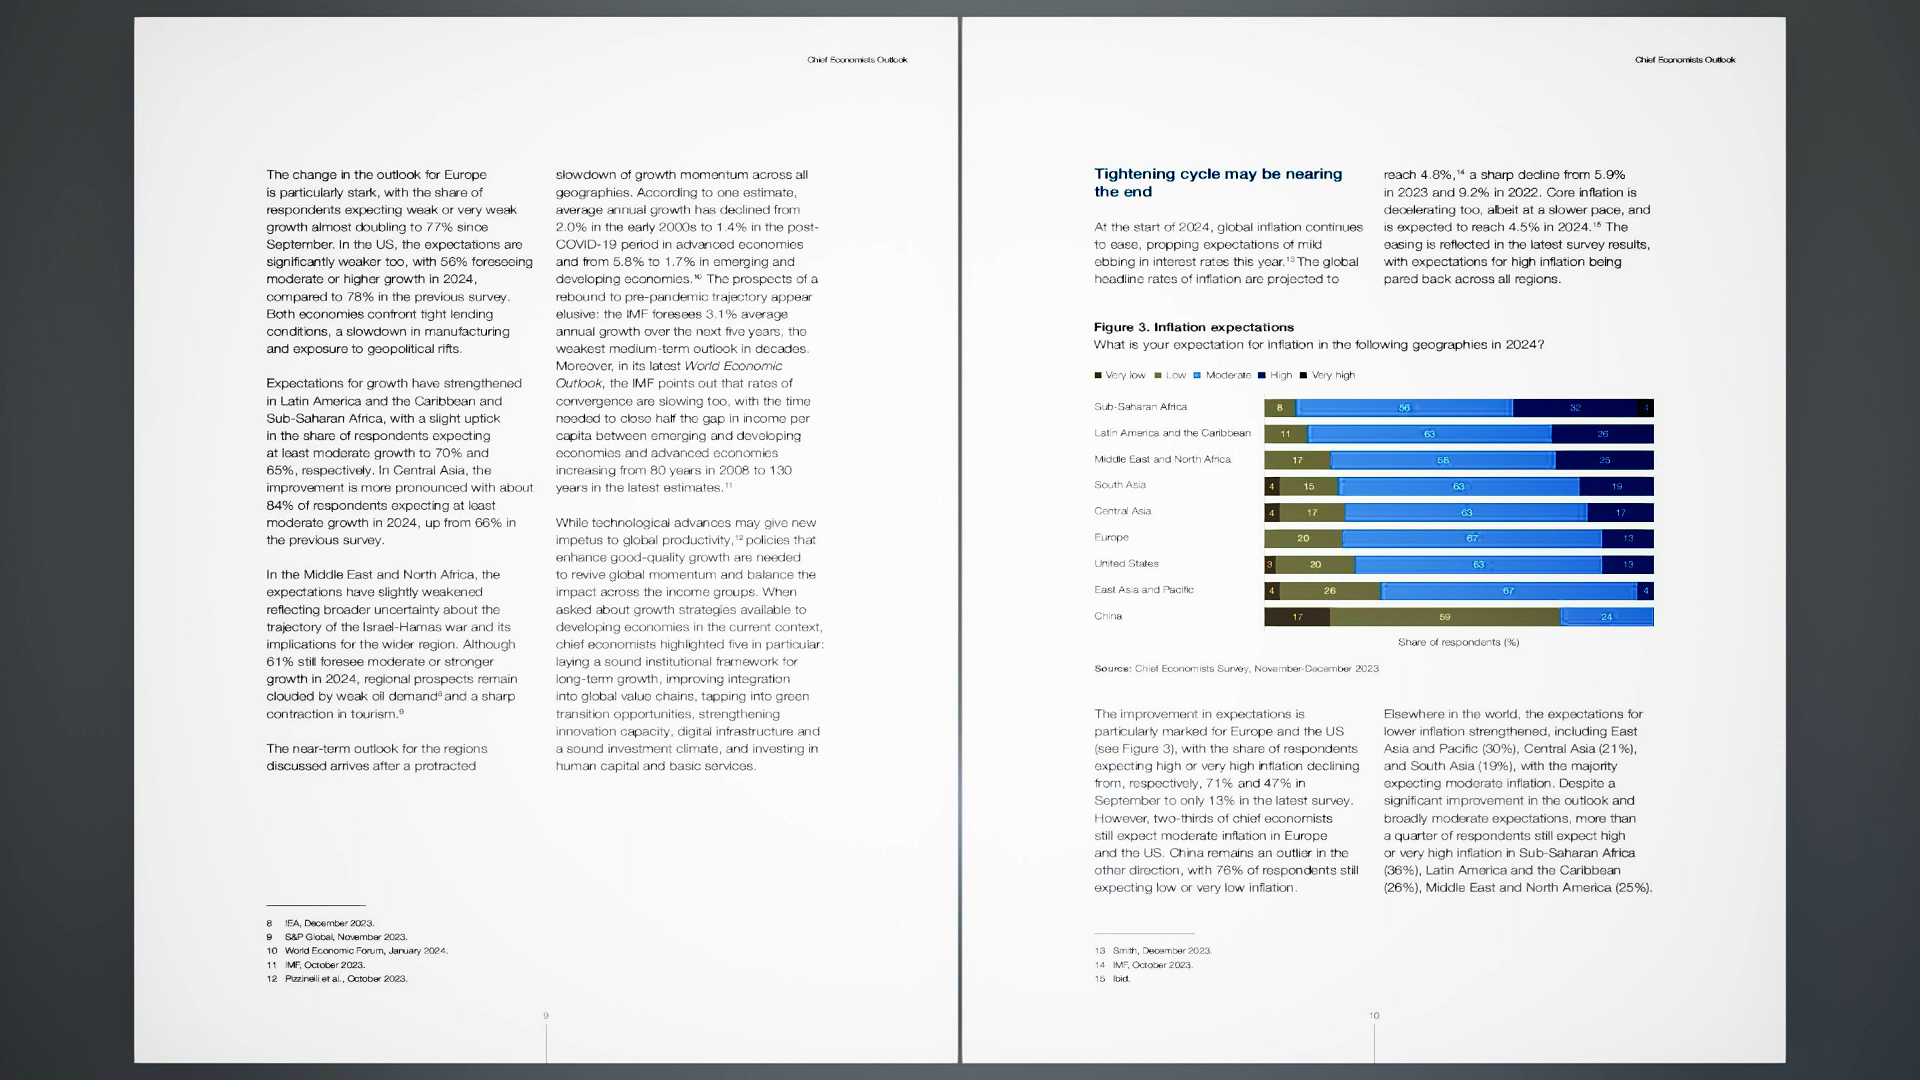 Chief Economists Outlook
The change in the outlook for Europe
is particularly stark, with the share of
respondents expecting weak or very weak
growth almost doubling to 77% since
September. In the US, the expectations are
significantly weaker too, with 56% foreseeing
moderate or higher growth in 2024,
compared to 78% in the previous survey.
Both economies confront tight lending
conditions, a slowdown in manufacturing
and exposure to geopolitical rifts.
Expectations for growth have strengthened
in Latin America and the Caribbean and
Sub-Saharan Africa, with a slight uptick
in the share of respondents expecting
at least moderate growth to 70% and
65%, respectively. In Central Asia, the
improvement is more pronounced with about
84% of respondents expecting at least
moderate growth in 2024, up from 66% in
the previous survey.
In the Middle East and North Africa, the
expectations have slightly weakened
reflecting broader uncertainty about the
trajectory of the Israel-Hamas war and its
implications for the wider region. Although
61% still foresee moderate or stronger
growth in 2024, regional prospects remain
clouded by weak oil demand⁸ and a sharp
contraction in tourism.⁹
The near-term outlook for the regions
discussed arrives after a protracted
slowdown of growth momentum across all
geographies. According to one estimate,
average annual growth has declined from
2.0% in the early 2000s to 1.4% in the post-
COVID-19 period in advanced economies
and from 5.8% to 1.7% in emerging and
developing economies.¹⁰ The prospects of a
rebound to pre-pandemic trajectory appear
elusive: the IMF foresees 3.1% average
annual growth over the next five years, the
weakest medium-term outlook in decades.
Moreover, in its latest World Economic
Outlook, the IMF points out that rates of
convergence are slowing too, with the time
needed to close half the gap in income per
capita between emerging and developing
economies and advanced economies
increasing from 80 years in 2008 to 130
years in the latest estimates.¹¹
While technological advances may give new
impetus to global productivity,¹² policies that
enhance good-quality growth are needed
to revive global momentum and balance the
impact across the income groups. When
asked about growth strategies available to
developing economies in the current context,
chief economists highlighted five in particular:
laying a sound institutional framework for
long-term growth, improving integration
into global value chains, tapping into green
transition opportunities, strengthening
innovation capacity, digital infrastructure and
a sound investment climate, and investing in
human capital and basic services.
8 IEA, December 2023.
9 S&P Global, November 2023.
10 World Economic Forum, January 2024.
11 IMF, October 2023.
12 Pizzinelli et al., October 2023.
9
Chief Economists Outlook
Tightening cycle may be nearing
the end
At the start of 2024, global inflation continues
to ease, propping expectations of mild
ebbing in interest rates this year.¹³ The global
headline rates of inflation are projected to
reach 4.8%,¹⁴ a sharp decline from 5.9%
in 2023 and 9.2% in 2022. Core inflation is
decelerating too, albeit at a slower pace, and
is expected to reach 4.5% in 2024.¹⁵ The
easing is reflected in the latest survey results,
with expectations for high inflation being
pared back across all regions.
Figure 3. Inflation expectations
What is your expectation for inflation in the following geographies in 2024?
Very low Low Moderate High Very high
Sub-Saharan Africa 8 56 32 4
Latin America and the Caribbean 11 63 26
Middle East and North Africa 17 58 25
South Asia 4 15 63 19
Central Asia 4 17 63 17
Europe 20 67 13
United States 3 20 63 13
East Asia and Pacific 4 26 67 4
China 17 59 24
Share of respondents (%)
Source: Chief Economists Survey, November-December 2023
The improvement in expectations is
particularly marked for Europe and the US
(see Figure 3), with the share of respondents
expecting high or very high inflation declining
from, respectively, 71% and 47% in
September to only 13% in the latest survey.
However, two-thirds of chief economists
still expect moderate inflation in Europe
and the US. China remains an outlier in the
other direction, with 76% of respondents still
expecting low or very low inflation.
Elsewhere in the world, the expectations for
lower inflation strengthened, including East
Asia and Pacific (30%), Central Asia (21%),
and South Asia (19%), with the majority
expecting moderate inflation. Despite a
significant improvement in the outlook and
broadly moderate expectations, more than
a quarter of respondents still expect high
or very high inflation in Sub-Saharan Africa
(36%), Latin America and the Caribbean
(26%), Middle East and North America (25%).
13 Smith, December 2023.
14 IMF, October 2023.
15 Ibid.
10